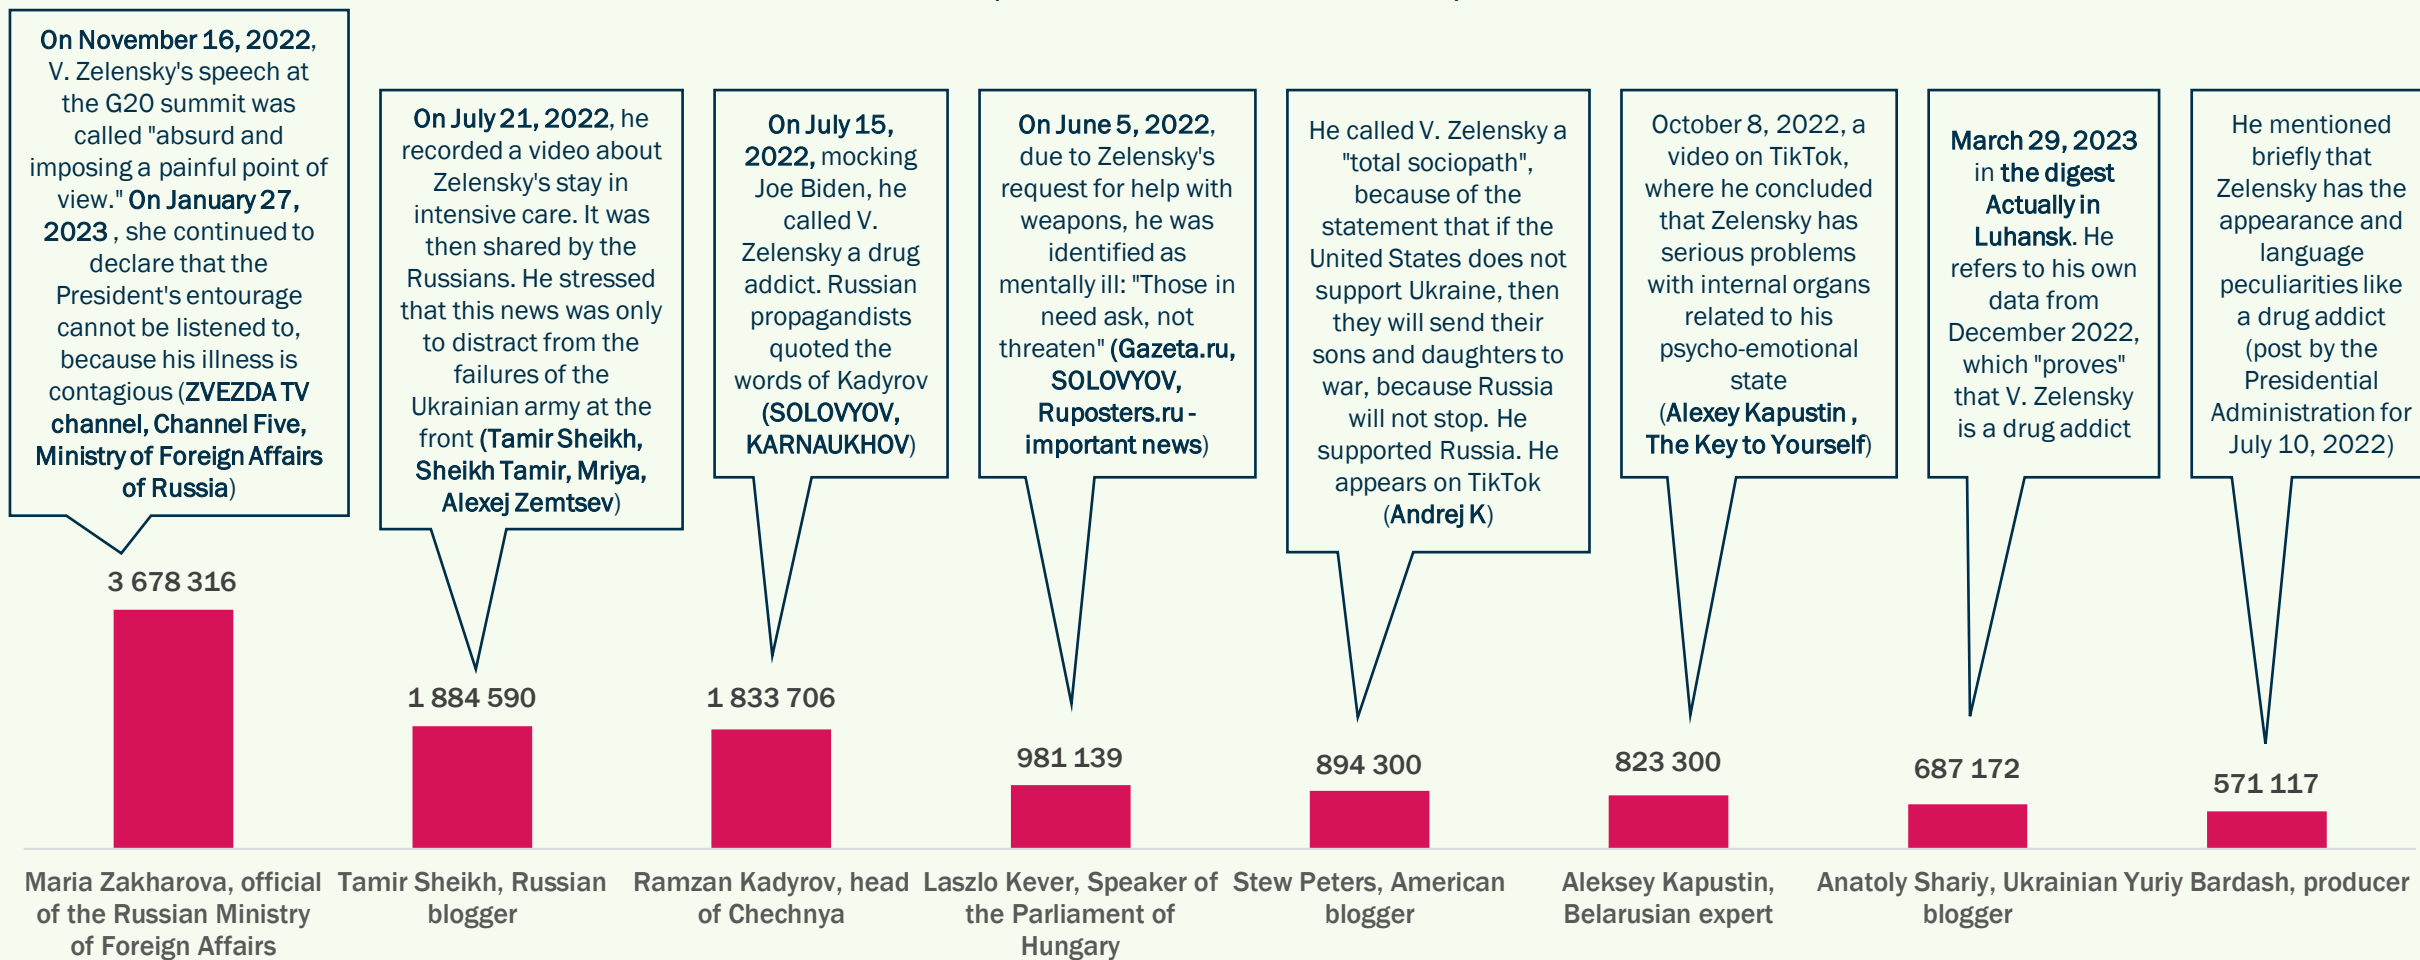 On November 16, 2022,
V. Zelensky's speech at
the G20 summit was
called "absurd and
imposing a painful point of
view." On January 27,
2023 , she continued to
declare that the
President's entourage
cannot be listened to,
because his illness is
contagious (ZVEZDA TV
channel, Channel Five,
Ministry of Foreign Affairs
of Russia)
On July 21, 2022, he
recorded a video about
Zelensky's stay in
intensive care. It was
then shared by the
Russians. He stressed
that this news was only
to distract from the
failures of the
Ukrainian army at the
front (Tamir Sheikh,
Sheikh Tamir, Mriya,
Alexej Zemtsev)
On July 15,
2022, mocking
Joe Biden, he
called V.
Zelensky a drug
addict. Russian
propagandists
quoted the
words of Kadyrov
(SOLOVYOV,
KARNAUKHOV)
On June 5, 2022,
due to Zelensky's
request for help with
weapons, he was
identified as
mentally ill: "Those in
need ask, not
threaten" (Gazeta.ru,
SOLOVYOV,
Ruposters.ru -
important news)
He called V. Zelensky a
"total sociopath",
because of the
statement that if the
United States does not
support Ukraine, then
they will send their
sons and daughters to
war, because Russia
will not stop. He
supported Russia. He
appears on TikTok
(Andrej K)
October 8, 2022, a
video on TikTok,
where he concluded
that Zelensky has
serious problems
with internal organs
related to his
psycho-emotional
state
(Alexey Kapustin ,
The Key to Yourself)
March 29, 2023
in the digest
Actually in
Luhansk. He
refers to his own
data from
December 2022,
which "proves"
that V. Zelensky
is a drug addict
He mentioned
briefly that
Zelensky has the
appearance and
language
peculiarities like
a drug addict
(post by the
Presidential
Administration for
July 10, 2022)
3 678 316
1 884 590
1 833 706
981 139
894 300
823 300
687 172
571 117
Maria Zakharova, official
of the Russian Ministry
of Foreign Affairs
Tamir Sheikh, Russian
blogger
Ramzan Kadyrov, head
of Chechnya
Laszlo Kever, Speaker of
the Parliament of
Hungary
Stew Peters, American
blogger
Aleksey Kapustin,
Belarusian expert
Anatoly Shariy, Ukrainian
blogger
Yuriy Bardash, producer